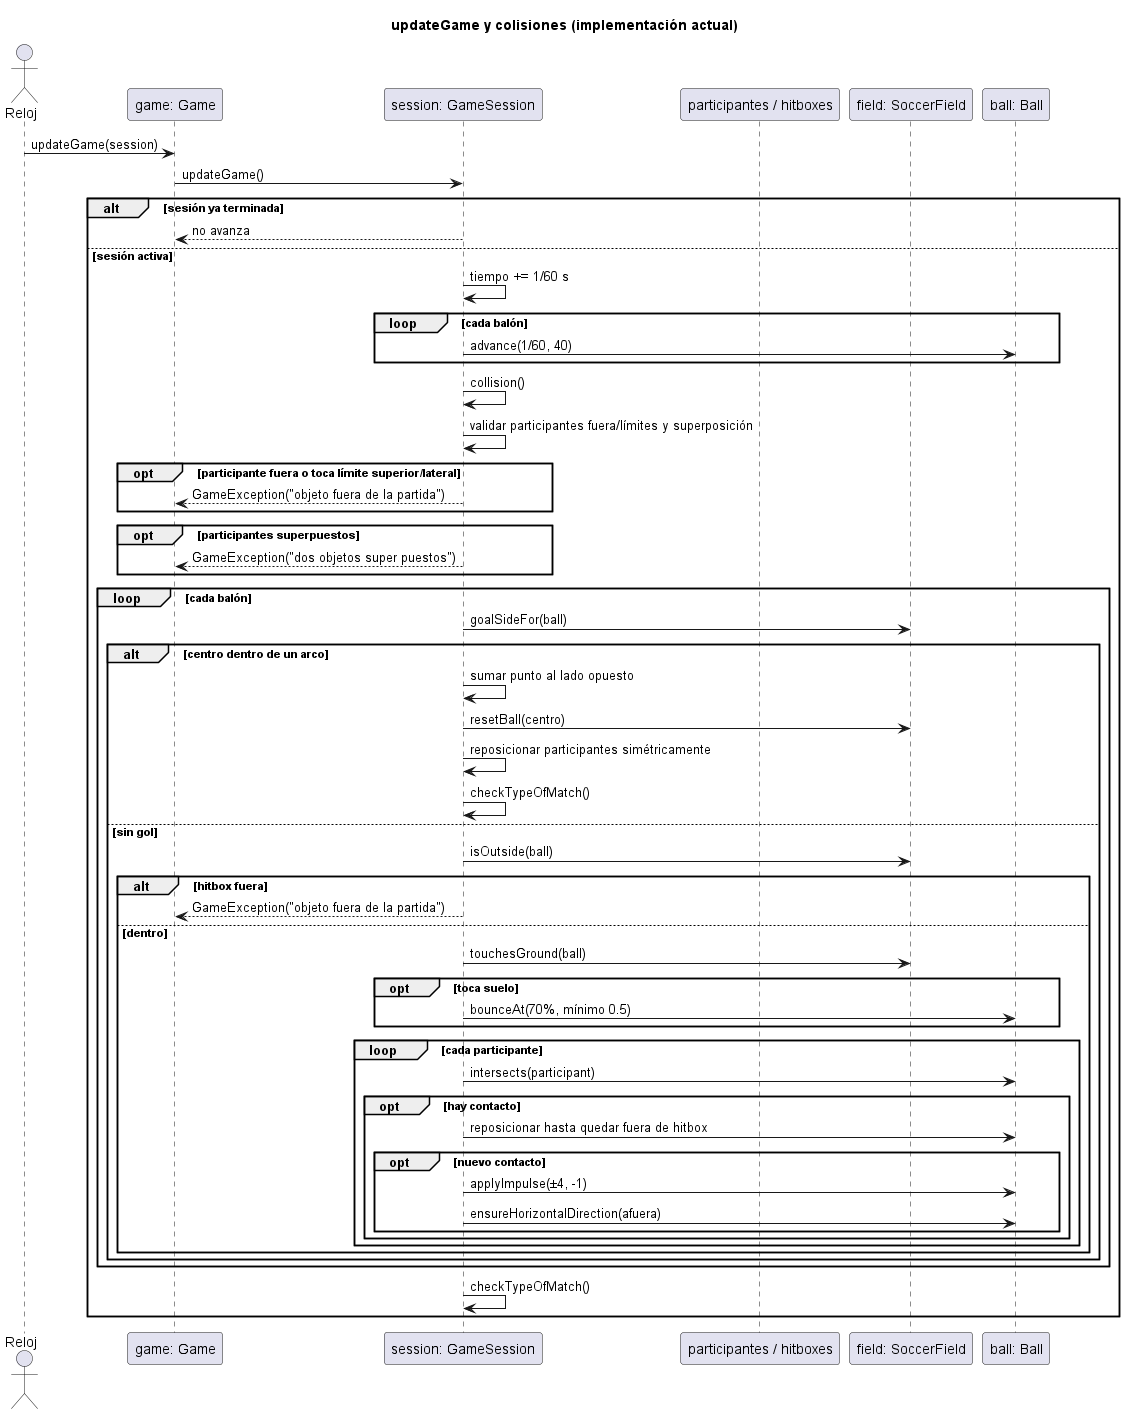 updateGame y colisiones (implementación actual)
Reloj
game: Game
session: GameSession
participantes / hitboxes
field: SoccerField
ball: Ball
updateGame(session)
updateGame()
alt
[sesión ya terminada]
no avanza
[sesión activa]
tiempo += 1/60 s
loop
[cada balón]
advance(1/60, 40)
collision()
validar participantes fuera/límites y superposición
opt
[participante fuera o toca límite superior/lateral]
GameException("objeto fuera de la partida")
opt
[participantes superpuestos]
GameException("dos objetos super puestos")
loop
[cada balón]
goalSideFor(ball)
alt
[centro dentro de un arco]
sumar punto al lado opuesto
resetBall(centro)
reposicionar participantes simétricamente
checkTypeOfMatch()
[sin gol]
isOutside(ball)
alt
[hitbox fuera]
GameException("objeto fuera de la partida")
[dentro]
touchesGround(ball)
opt
[toca suelo]
bounceAt(70%, mínimo 0.5)
loop
[cada participante]
intersects(participant)
opt
[hay contacto]
reposicionar hasta quedar fuera de hitbox
opt
[nuevo contacto]
applyImpulse(±4, -1)
ensureHorizontalDirection(afuera)
checkTypeOfMatch()
Reloj
game: Game
session: GameSession
participantes / hitboxes
field: SoccerField
ball: Ball